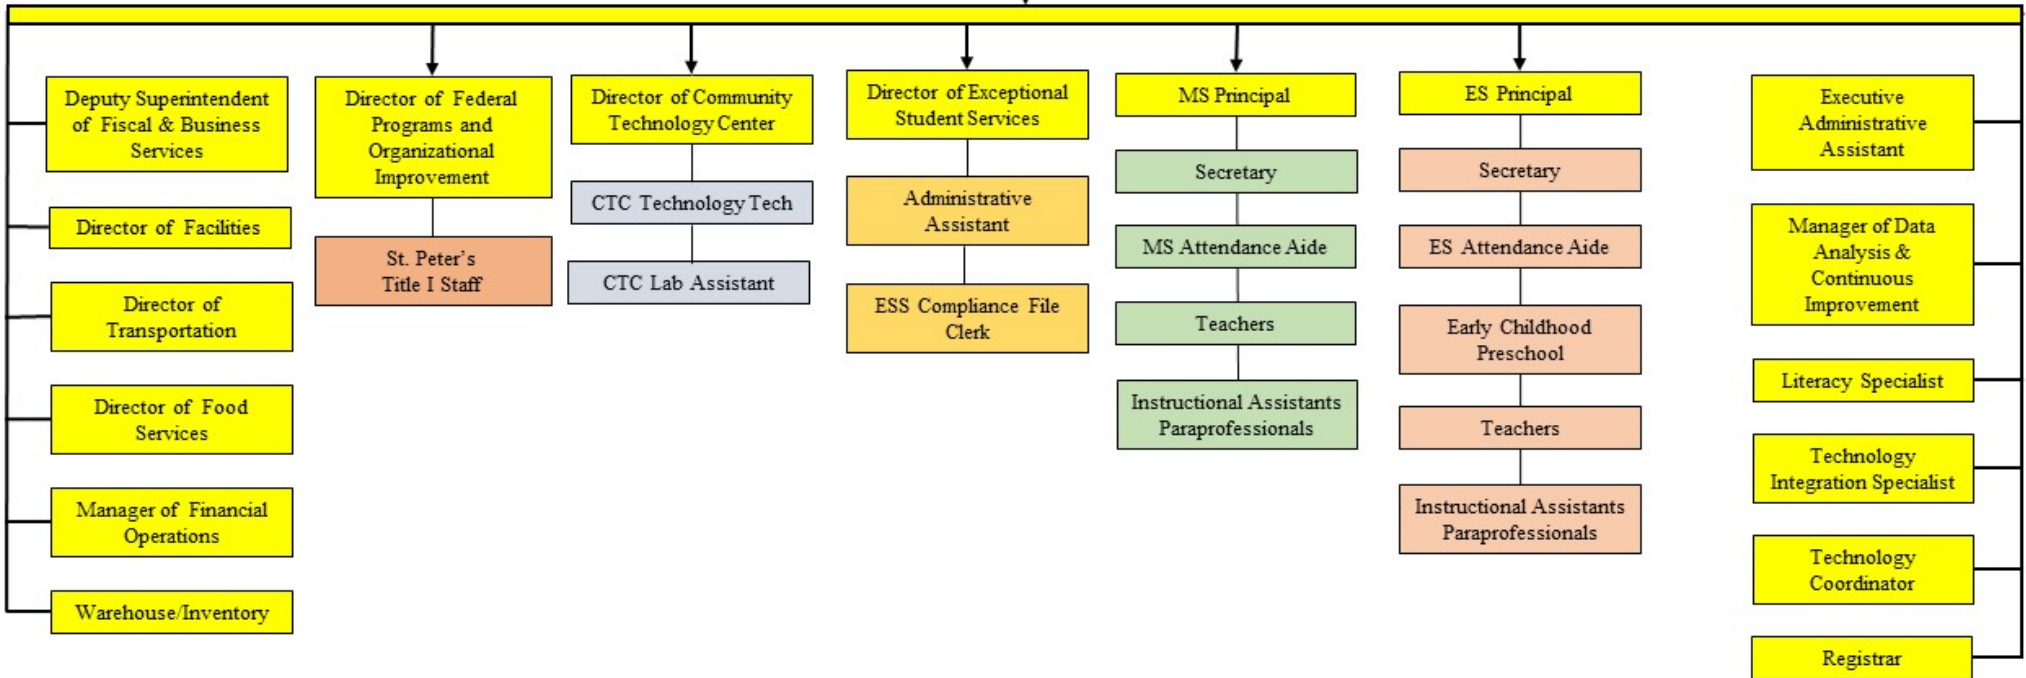 Deputy Superintendent
of Fiscal & Business
Services
Director of Facilities
Director of
Transportation
Director of Food
Services
Manager of Financial
Operations
Warehouse/Inventory
Director of Federal
Programs and
Organizational
Improvement
St. Peter's
Title I Staff
Director of Community
Technology Center
CTC Technology Tech
CTC Lab Assistant
Director of Exceptional
Student Services
Administrative
Assistant
ESS Compliance File
Clerk
MS Principal
Secretary
MS Attendance Aide
Teachers
Instructional Assistants
Paraprofessionals
ES Principal
Secretary
ES Attendance Aide
Early Childhood
Preschool
Teachers
Instructional Assistants
Paraprofessionals
Executive
Administrative
Assistant
Manager of Data
Analysis &
Continuous
Improvement
Literacy Specialist
Technology
Integration Specialist
Technology
Coordinator
Registrar